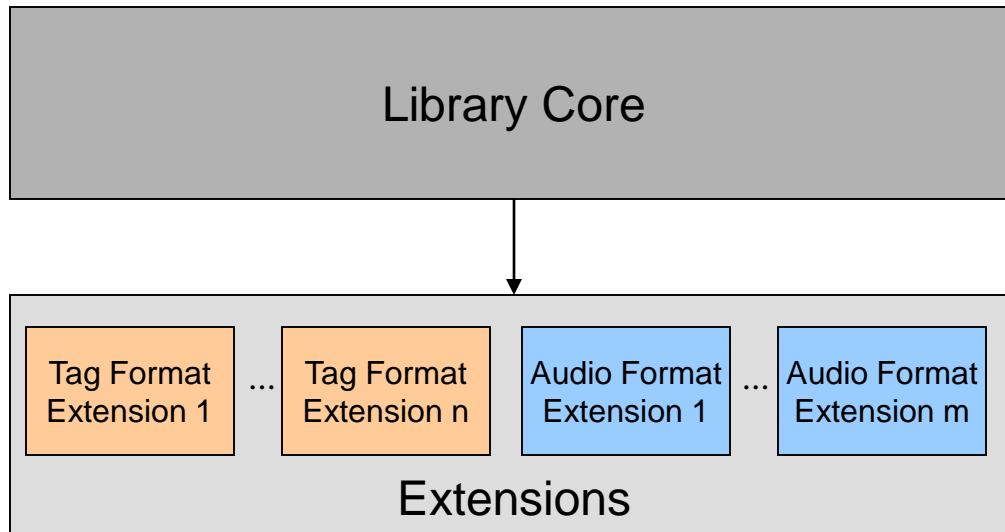 Library Core
Tag Format
Extension 1
...
Tag Format
Extension n
Audio Format
Extension 1
...
Audio Format
Extension m
Extensions